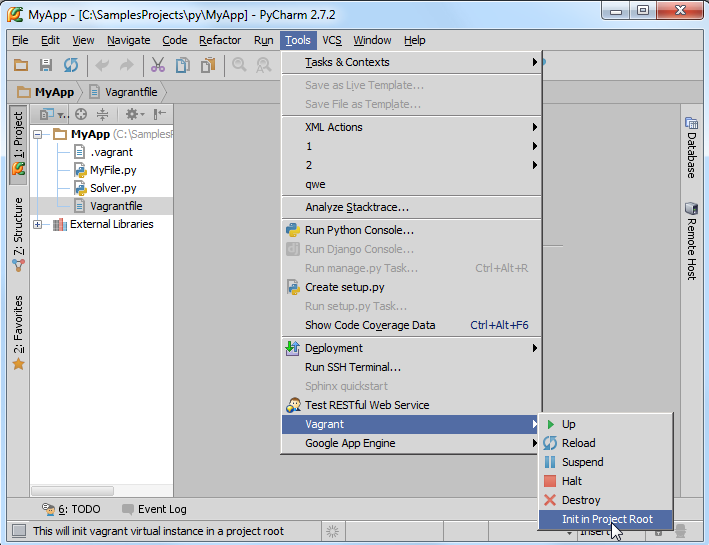 MyApp - [C:\SamplesProjects\py\MyApp] - PyCharm 2.7.2
File Edit View Navigate Code Refactor Run Tools VCS Window Help
MyApp Vagrantfile
1: Project
7: Structure
2: Favorites
MyApp (C:\SamplesP
.vagrant
MyFile.py
Solver.py
Vagrantfile
External Libraries
Tasks & Contexts
Save as Live Template...
Save File as Template...
XML Actions
1
2
qwe
Analyze Stacktrace...
Run Python Console...
Run Django Console...
Run manage.py Task... Ctrl+Alt+R
Create setup.py
Run setup.py Task...
Show Code Coverage Data Ctrl+Alt+F6
Deployment
Run SSH Terminal...
Sphinx quickstart
Test RESTful Web Service
Vagrant
Google App Engine
Up
Reload
Suspend
Halt
Destroy
Init in Project Root
Database
Remote Host
6: TODO Event Log
This will init vagrant virtual instance in a project root
Insert